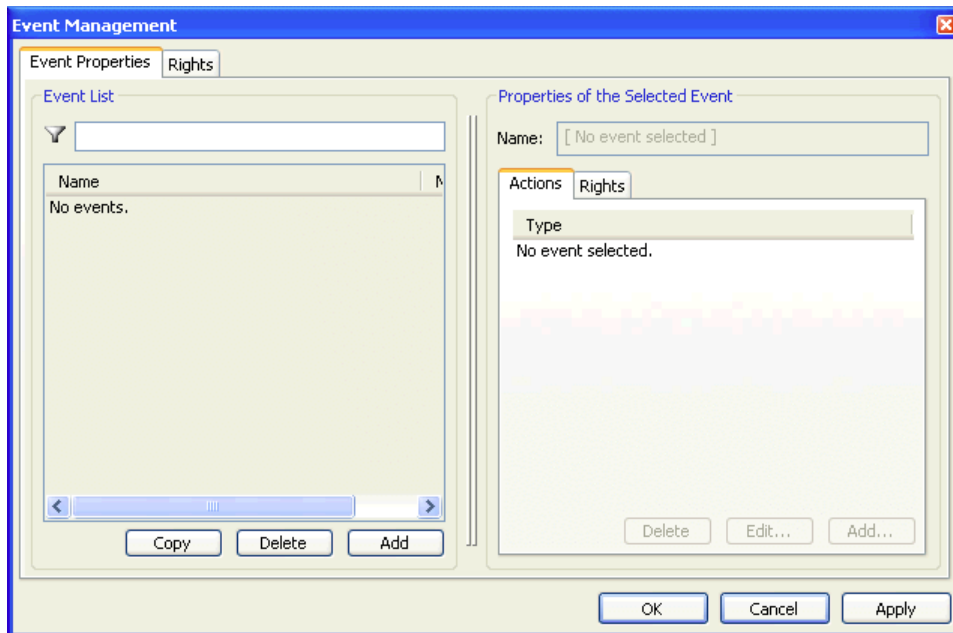 Event Management
Event Properties
Rights
Event List
Name
No events.
Copy
Delete
Add
Properties of the Selected Event
Name:
[ No event selected ]
Actions
Rights
Type
No event selected.
Delete
Edit...
Add...
OK
Cancel
Apply